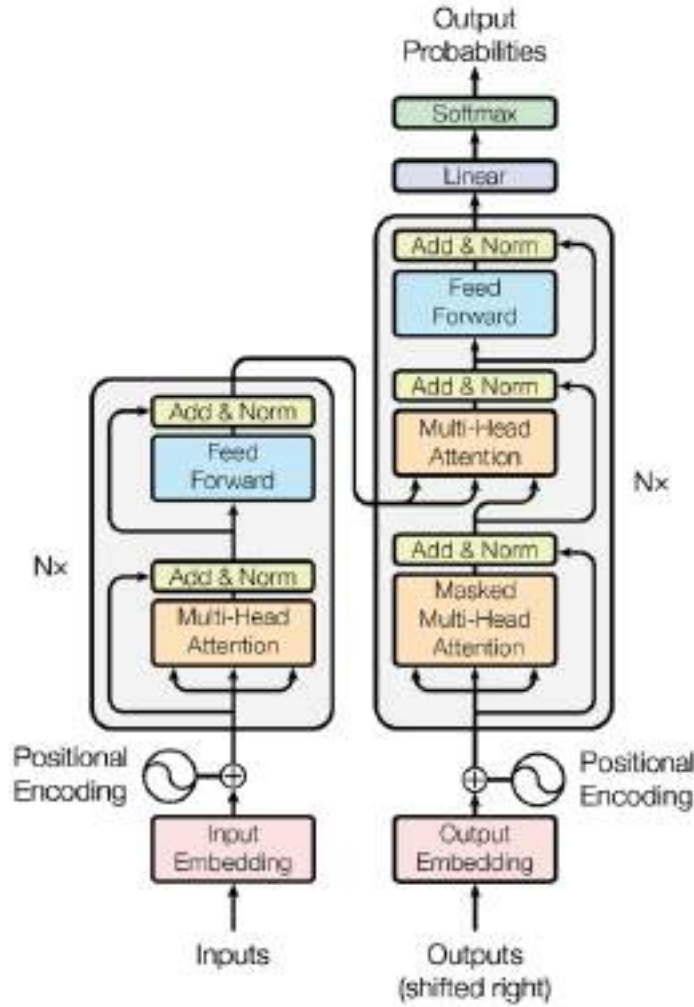 Output
Probabilities
Softmax
Linear
Add & Norm
Feed
Forward
Add & Norm
Multi-Head
Attention
Add & Norm
Masked
Multi-Head
Attention
Nx
Add & Norm
Feed
Forward
Add & Norm
Multi-Head
Attention
Nx
Positional
Encoding
Positional
Encoding
Input
Embedding
Output
Embedding
Inputs
Outputs
(shifted right)